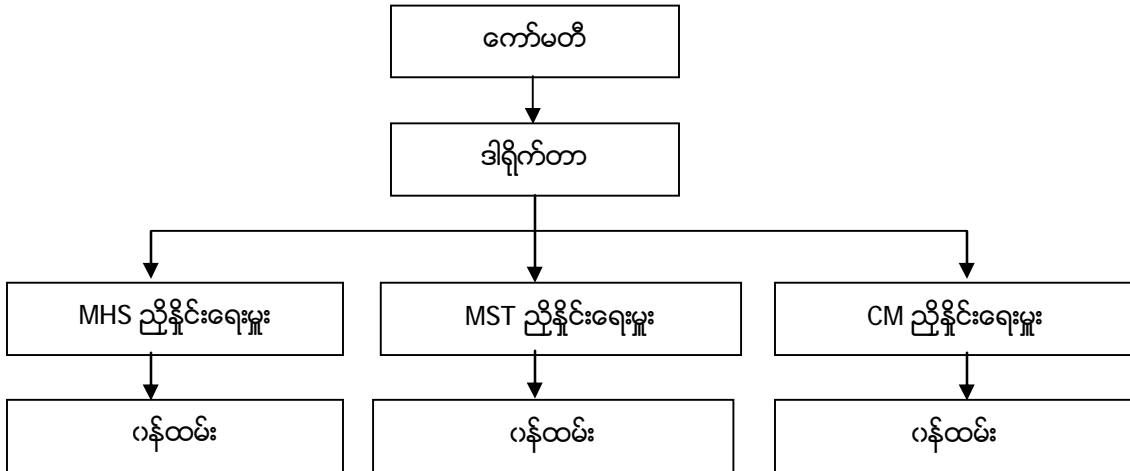 ကော်မတီ
ဒါရိုက်တာ
MHS ညှိနှိုင်းရေးမှူး
MST ညှိနှိုင်းရေးမှူး
CM ညှိနှိုင်းရေးမှူး
ဝန်ထမ်း
ဝန်ထမ်း
ဝန်ထမ်း